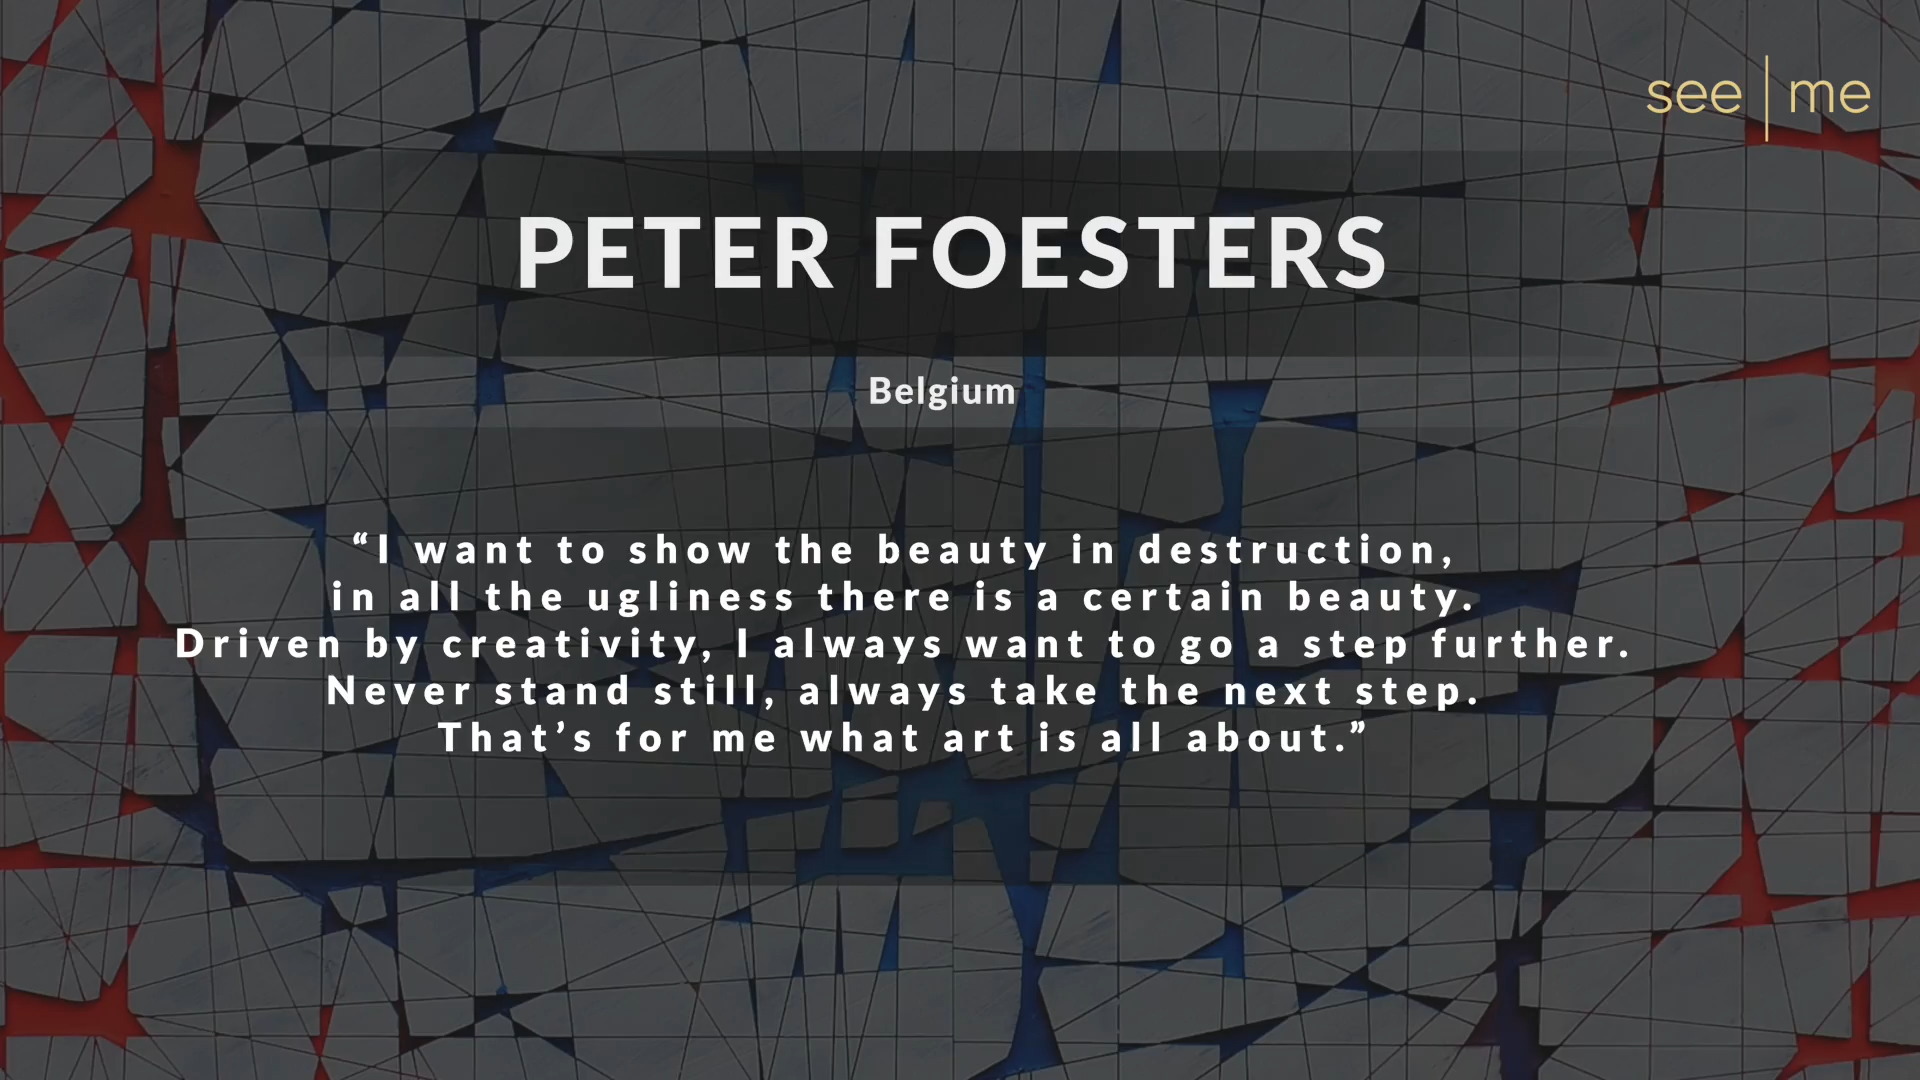 see|me
PETER FOESTERS
Belgium
“I want to show the beauty in destruction,
in all the ugliness there is a certain beauty.
Driven by creativity, I always want to go a step further.
Never stand still, always take the next step.
That’s for me what art is all about.”